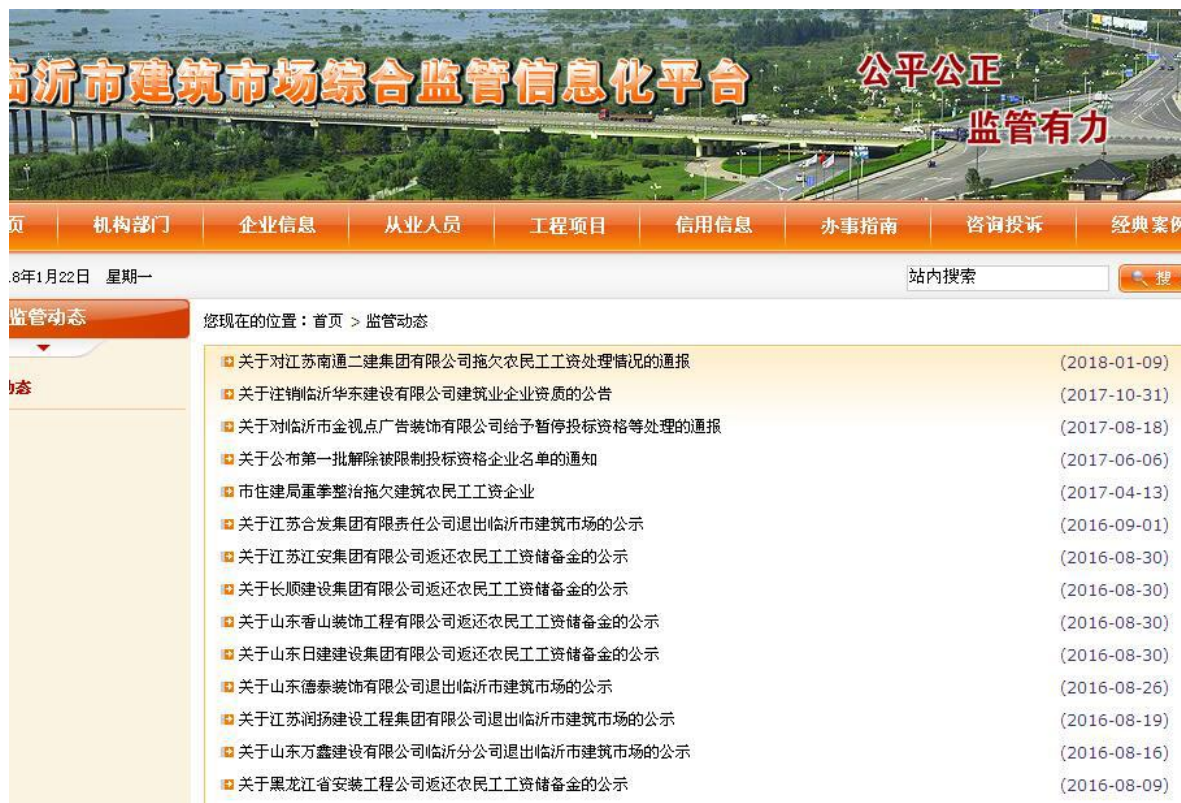 临沂市建筑市场综合监管信息化平台
公平公正
监管有力
页 机构部门 企业信息 从业人员 工程项目 信用信息 办事指南 咨询投诉 经典案例
8年1月22日 星期一 站内搜索 搜
监管动态
您现在的位置：首页 > 监管动态
动态
关于对江苏南通二建集团有限公司拖欠农民工工资处理情况的通报 (2018-01-09)
关于注销临沂华东建设有限公司建筑业企业资质的公告 (2017-10-31)
关于对临沂市金视点广告装饰有限公司给予暂停投标资格等处理的通报 (2017-08-18)
关于公布第一批解除被限制投标资格企业名单的通知 (2017-06-06)
市住建局重拳整治拖欠建筑农民工工资企业 (2017-04-13)
关于江苏合发集团有限责任公司退出临沂市建筑市场的公示 (2016-09-01)
关于江苏江安集团有限公司返还农民工工资储备金的公示 (2016-08-30)
关于长顺建设集团有限公司返还农民工工资储备金的公示 (2016-08-30)
关于山东香山装饰工程有限公司返还农民工工资储备金的公示 (2016-08-30)
关于山东日建建设集团有限公司返还农民工工资储备金的公示 (2016-08-30)
关于山东德泰装饰有限公司退出临沂市建筑市场的公示 (2016-08-26)
关于江苏润扬建设工程集团有限公司退出临沂市建筑市场的公示 (2016-08-19)
关于山东万鑫建设有限公司临沂分公司退出临沂市建筑市场的公示 (2016-08-16)
关于黑龙江省安装工程公司返还农民工工资储备金的公示 (2016-08-09)